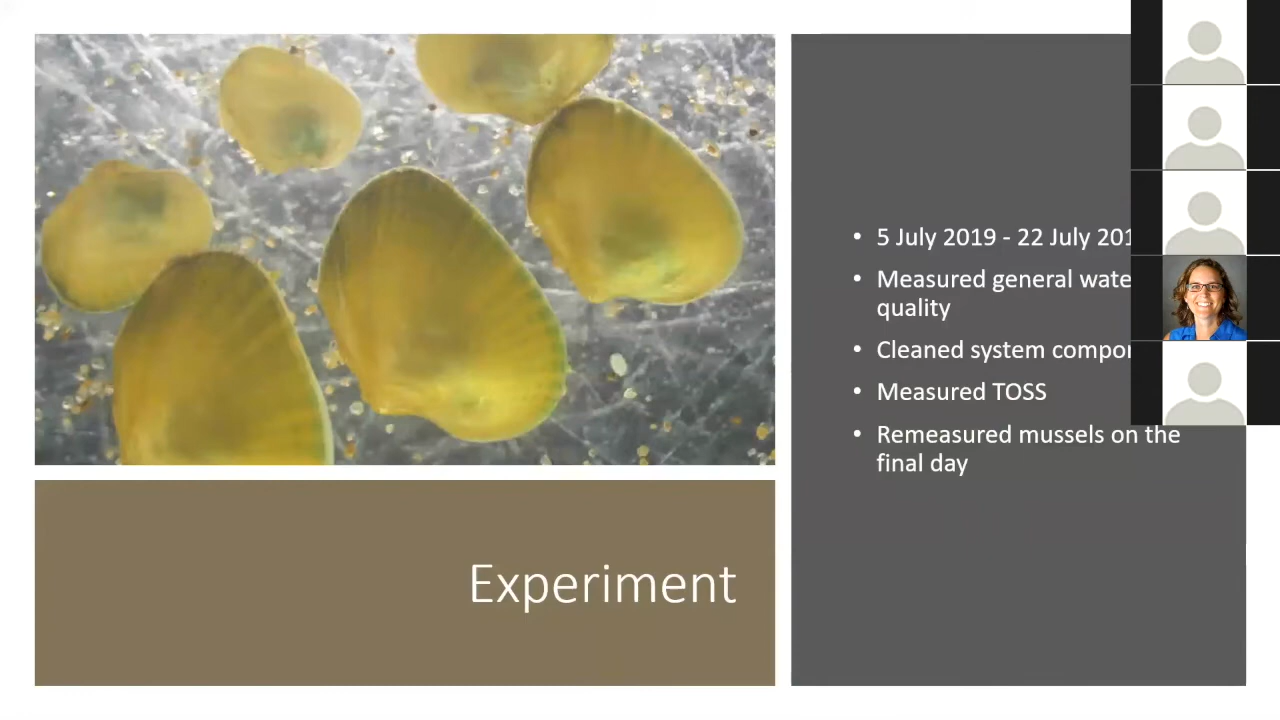 5 July 2019 - 22 July 201
Measured general wate
quality
Cleaned system compo
Measured TOSS
Remeasured mussels on the
final day
Experiment